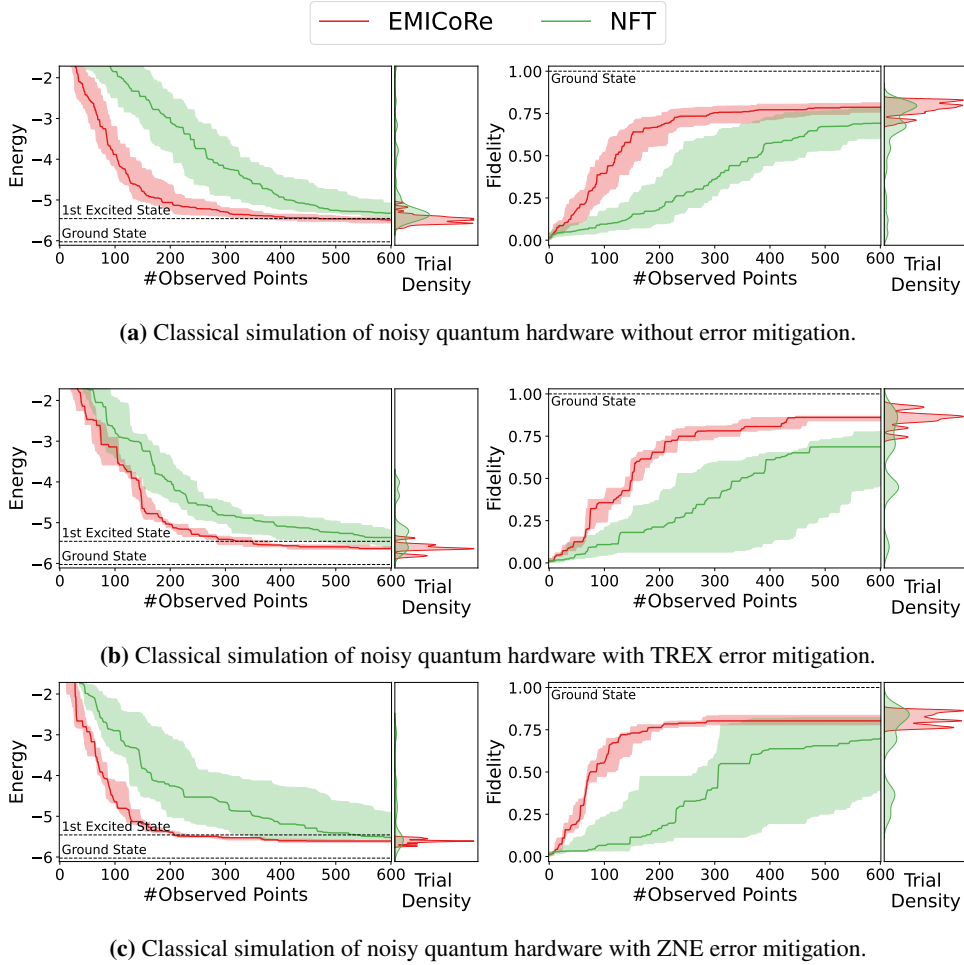 EMICoRe NFT
−2
−3
−4
−5
−6
Energy
1st Excited State
Ground State
0 100 200 300 400 500 600
#Observed Points
Trial
Density
1.00
0.75
0.50
0.25
0.00
Fidelity
Ground State
0 100 200 300 400 500 600
#Observed Points
Trial
Density
(a) Classical simulation of noisy quantum hardware without error mitigation.
−2
−3
−4
−5
−6
Energy
1st Excited State
Ground State
0 100 200 300 400 500 600
#Observed Points
Trial
Density
1.00
0.75
0.50
0.25
0.00
Fidelity
Ground State
0 100 200 300 400 500 600
#Observed Points
Trial
Density
(b) Classical simulation of noisy quantum hardware with TREX error mitigation.
−2
−3
−4
−5
−6
Energy
1st Excited State
Ground State
0 100 200 300 400 500 600
#Observed Points
Trial
Density
1.00
0.75
0.50
0.25
0.00
Fidelity
Ground State
0 100 200 300 400 500 600
#Observed Points
Trial
Density
(c) Classical simulation of noisy quantum hardware with ZNE error mitigation.